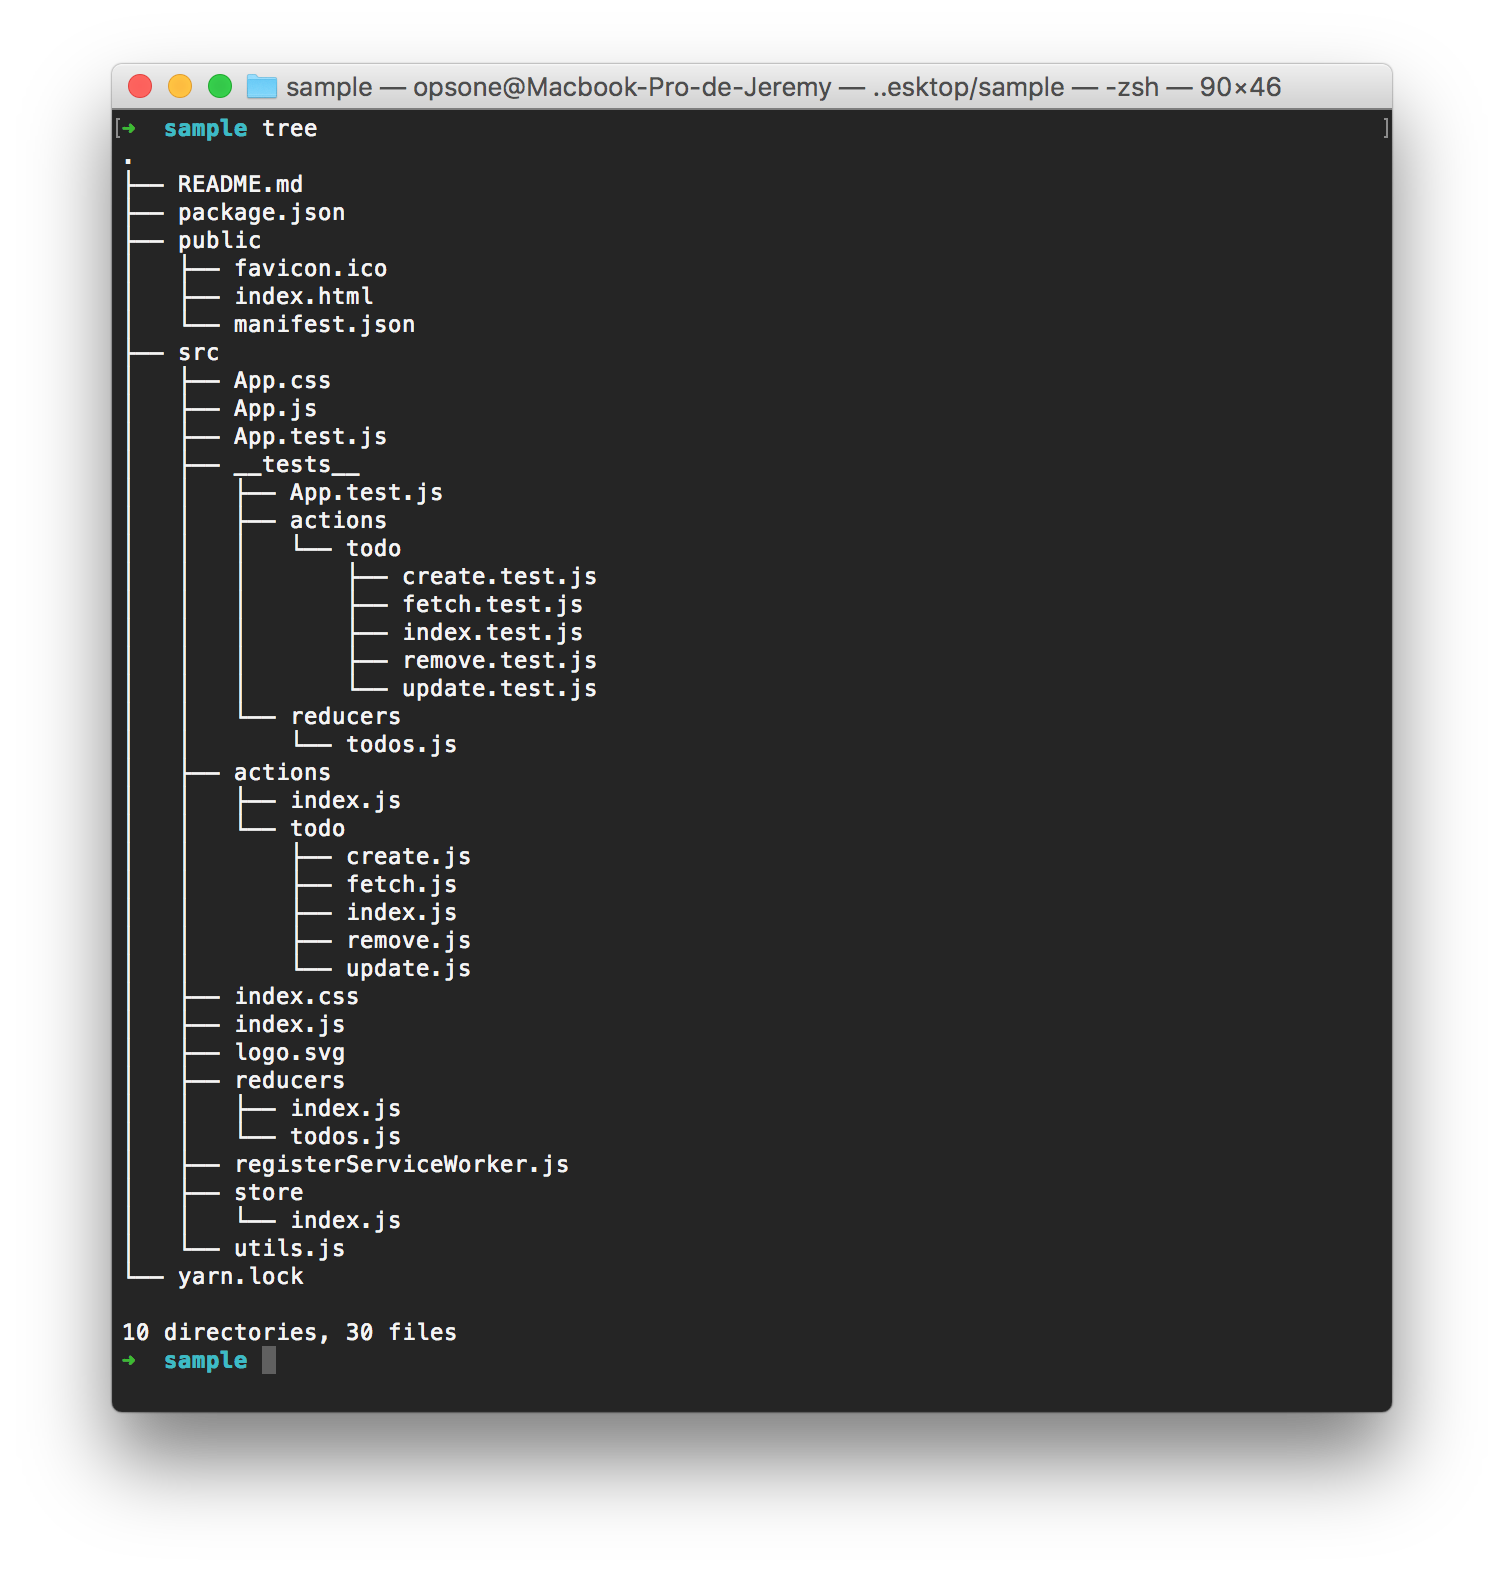 sample — opsone@Macbook-Pro-de-Jeremy — ..esktop/sample — -zsh — 90×46
[➜  sample tree ]
.
├── README.md
├── package.json
├── public
│   ├── favicon.ico
│   ├── index.html
│   └── manifest.json
├── src
│   ├── App.css
│   ├── App.js
│   ├── App.test.js
│   ├── __tests__
│   │   ├── App.test.js
│   │   ├── actions
│   │   │   └── todo
│   │   │       ├── create.test.js
│   │   │       ├── fetch.test.js
│   │   │       ├── index.test.js
│   │   │       ├── remove.test.js
│   │   │       └── update.test.js
│   │   └── reducers
│   │       └── todos.js
│   ├── actions
│   │   ├── index.js
│   │   └── todo
│   │       ├── create.js
│   │       ├── fetch.js
│   │       ├── index.js
│   │       ├── remove.js
│   │       └── update.js
│   ├── index.css
│   ├── index.js
│   ├── logo.svg
│   ├── reducers
│   │   ├── index.js
│   │   └── todos.js
│   ├── registerServiceWorker.js
│   ├── store
│   │   └── index.js
│   └── utils.js
└── yarn.lock
10 directories, 30 files
➜  sample